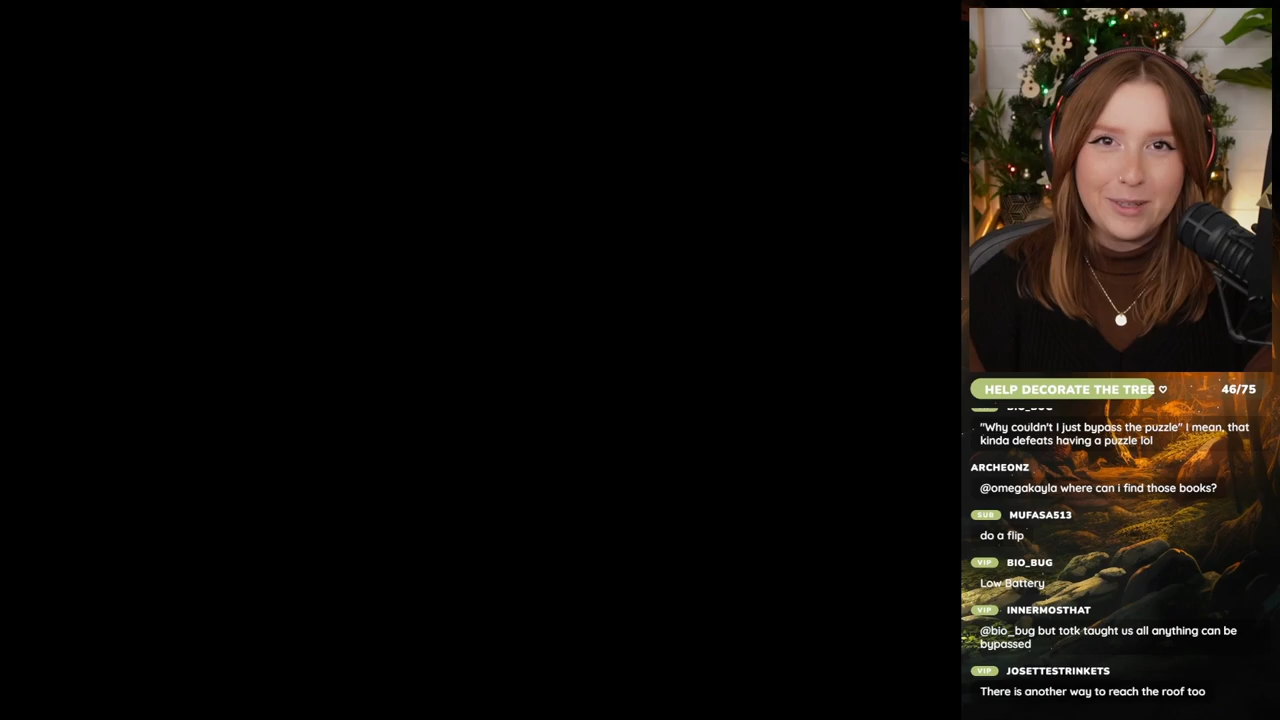 HELP DECORATE THE TREE ♡ 46/75
BIO_BUG
"Why couldn't I just bypass the puzzle" I mean, that
kinda defeats having a puzzle lol
ARCHEONZ
@omegakayla where can i find those books?
SUB MUFASA513
do a flip
VIP BIO_BUG
Low Battery
VIP INNERMOSTHAT
@bio_bug but totk taught us all anything can be
bypassed
VIP JOSETTESTRINKETS
There is another way to reach the roof too